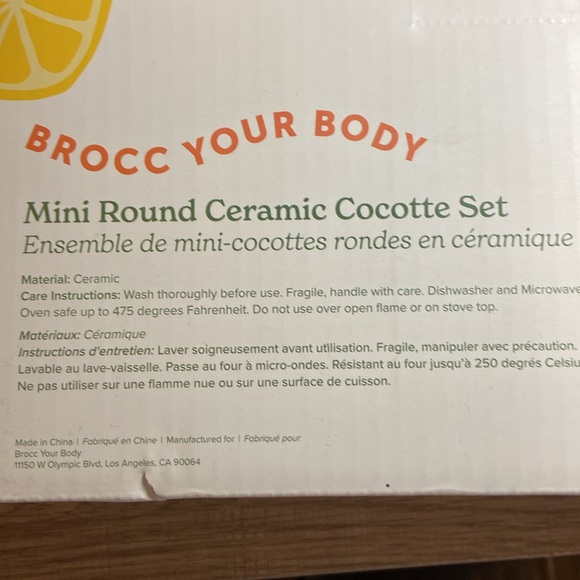 BROCC YOUR BODY
Mini Round Ceramic Cocotte Set
Ensemble de mini-cocottes rondes en céramique
Material: Ceramic
Care Instructions: Wash thoroughly before use. Fragile, handle with care. Dishwasher and Microwave
Oven safe up to 475 degrees Fahrenheit. Do not use over open flame or on stove top.
Matériaux: Céramique
Instructions d'entretien: Laver soigneusement avant utilisation. Fragile, manipuler avec précaution.
Lavable au lave-vaisselle. Passe au four à micro-ondes. Résistant au four jusqu'à 250 degrés Celsiu
Ne pas utiliser sur une flamme nue ou sur une surface de cuisson.
Made in China | Fabriqué en Chine | Manufactured for | Fabriqué pour
Brocc Your Body
11150 W Olympic Blvd, Los Angeles, CA 90064